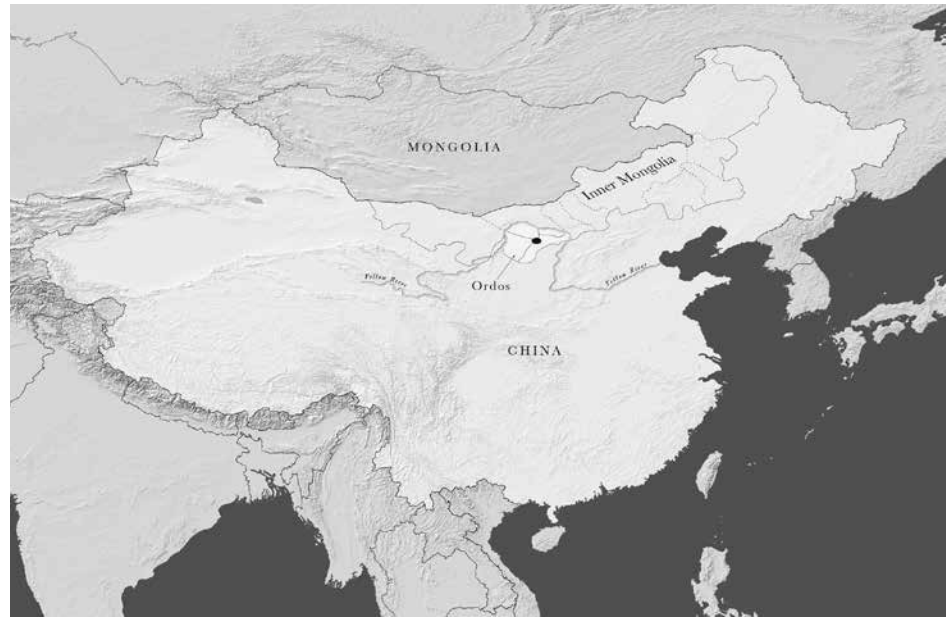 MONGOLIA
Inner Mongolia
Yellow River
Yellow River
Ordos
CHINA